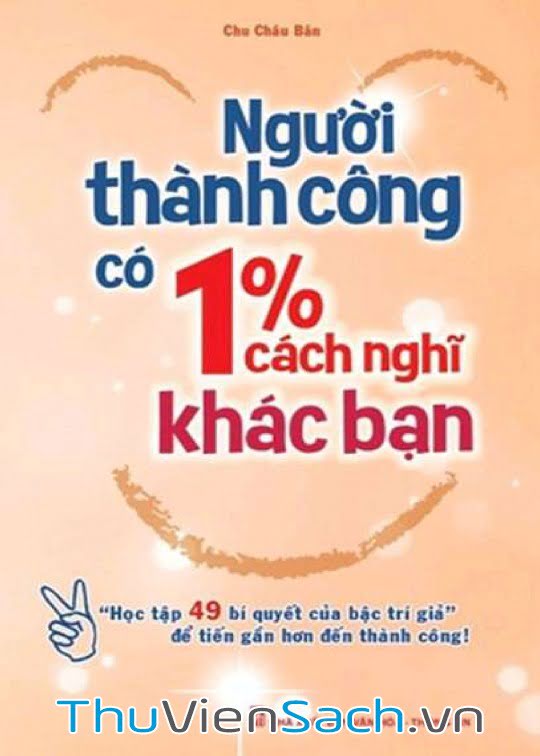 Chu Châu Bân
Người
thành công
có 1%
cách nghĩ
khác bạn
“Học tập 49 bí quyết của bậc trí giả”
để tiến gần hơn đến thành công!
ThuVienSach.vn